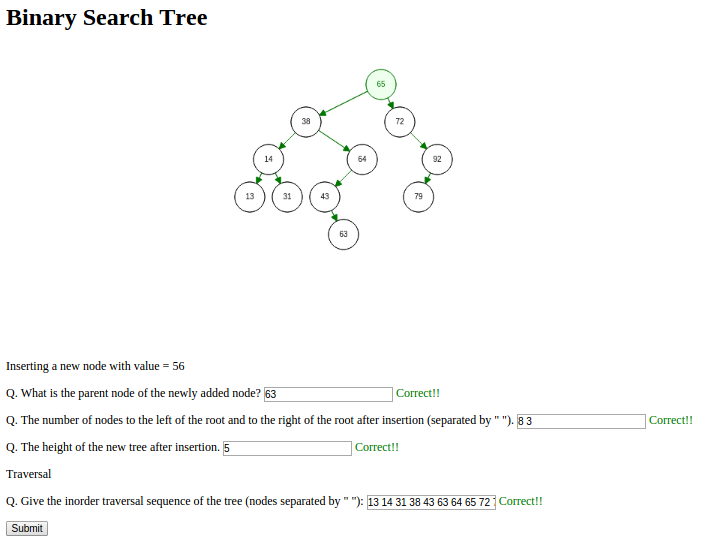 Binary Search Tree
65
38 72
14 64 92
13 31 43 79
63
Inserting a new node with value = 56
Q. What is the parent node of the newly added node? 63 Correct!!
Q. The number of nodes to the left of the root and to the right of the root after insertion (separated by " "). 8 3 Correct!!
Q. The height of the new tree after insertion. 5 Correct!!
Traversal
Q. Give the inorder traversal sequence of the tree (nodes separated by " "): 13 14 31 38 43 63 64 65 72 Correct!!
Submit